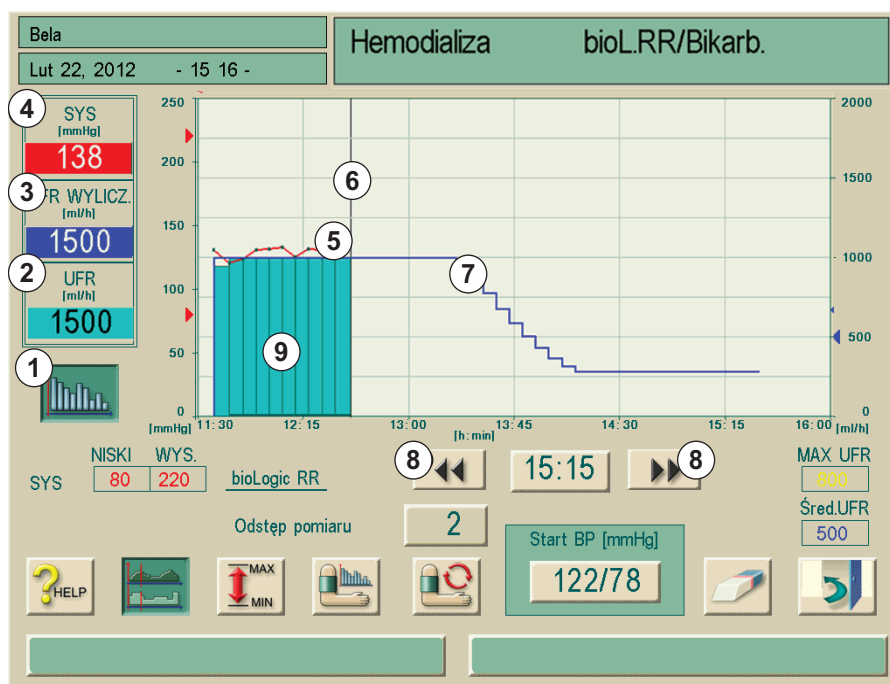 Bela
Hemodializa bioL.RR/Bikarb.
Lut 22, 2012 - 15 16 -
4
SYS
[mmHg]
138
3
FR WYLICZ.
[ml/h]
1500
2
UFR
[ml/h]
1500
1
250
200
150
100
50
0
[mmHg]
2000
1500
1000
500
0
[ml/h]
6
5
7
9
11:30 12:15 13:00 13:45 14:30 15:15 16:00
[h:min]
NISKI WYS.
SYS 80 220 bioLogic RR
8 15:15 8
MAX UFR
800
Śred.UFR
500
Odstęp pomiaru 2
Start BP [mmHg]
122/78
? HELP
MAX
MIN